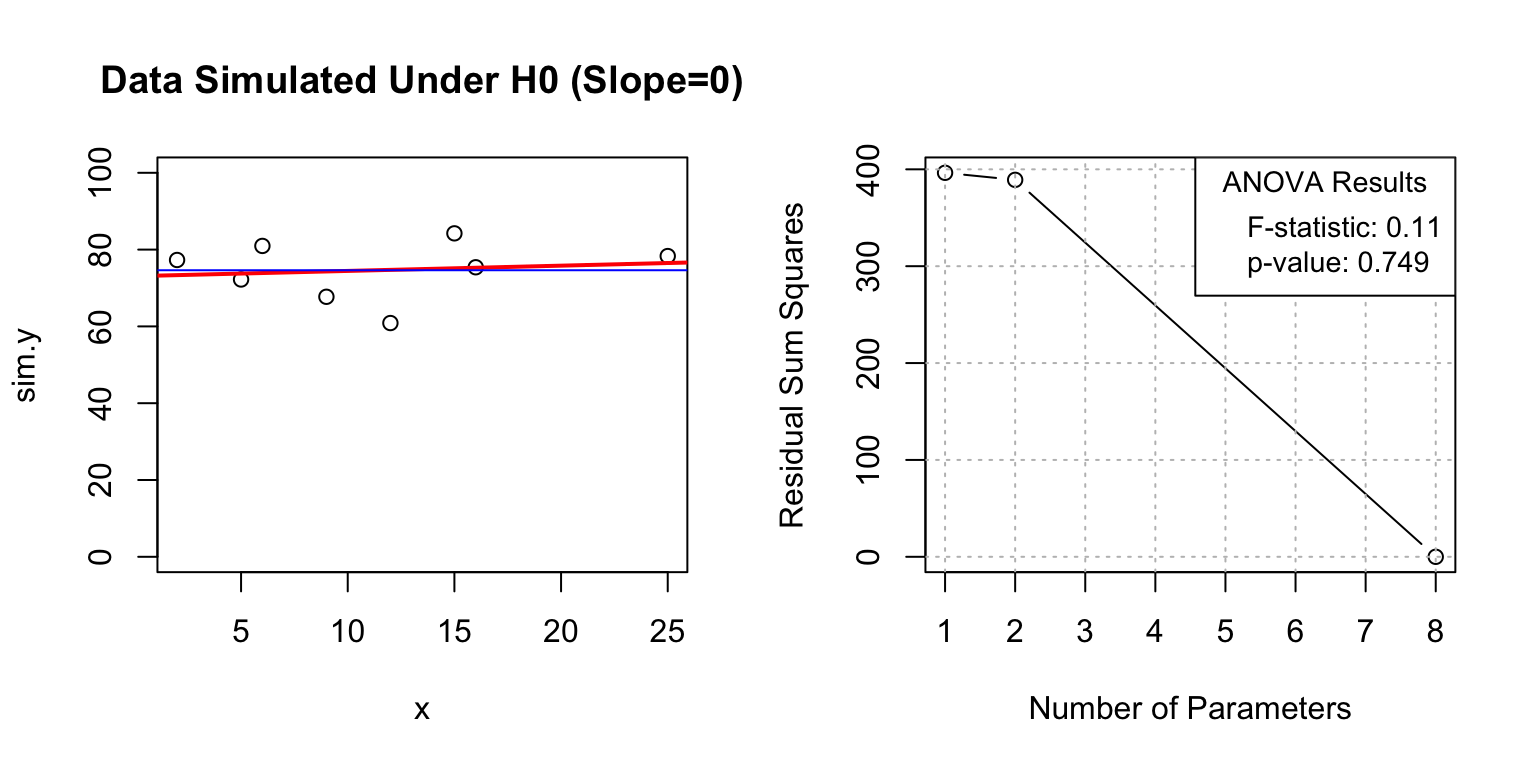 Data Simulated Under H0 (Slope=0)
100
80
60
40
20
0
sim.y
5 10 15 20 25
x
400
300
200
100
0
Residual Sum Squares
ANOVA Results
F-statistic: 0.11
p-value: 0.749
1 2 3 4 5 6 7 8
Number of Parameters